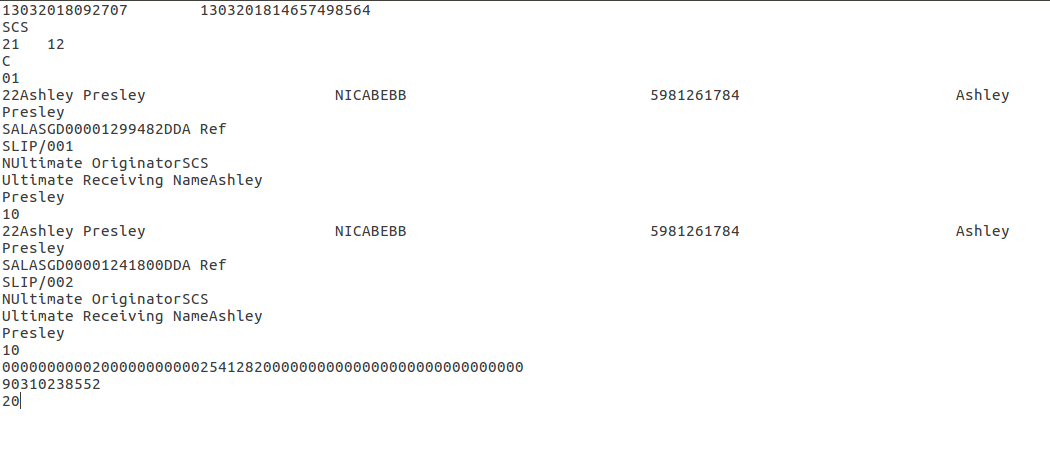 13032018092707        1303201814657498564
SCS
21   12
C
01
22Ashley Presley                     NICABEBB                           5981261784                        Ashley
Presley
SALASGD00001299482DDA Ref
SLIP/001
NUltimate OriginatorSCS
Ultimate Receiving NameAshley
Presley
10
22Ashley Presley                     NICABEBB                           5981261784                        Ashley
Presley
SALASGD00001241800DDA Ref
SLIP/002
NUltimate OriginatorSCS
Ultimate Receiving NameAshley
Presley
10
0000000000200000000000254128200000000000000000000000000000
90310238552
20